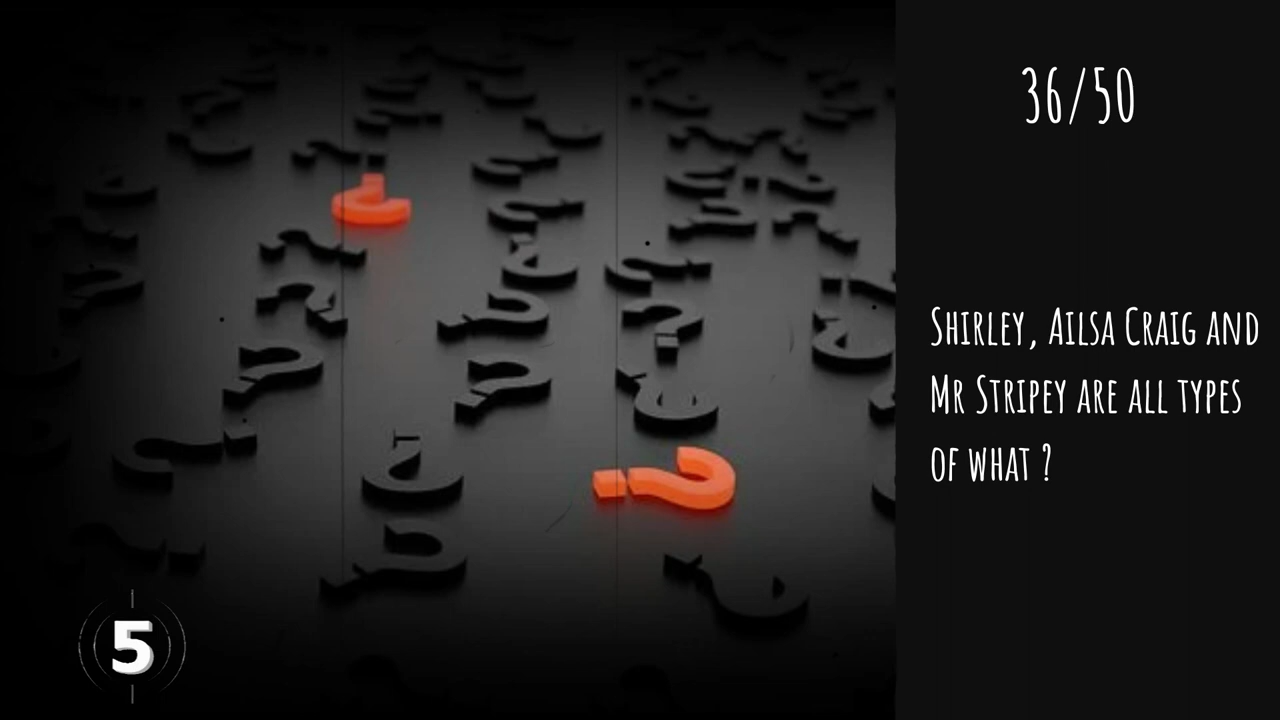 36/50
Shirley, Ailsa Craig and
Mr Stripey are all types
of what ?
5